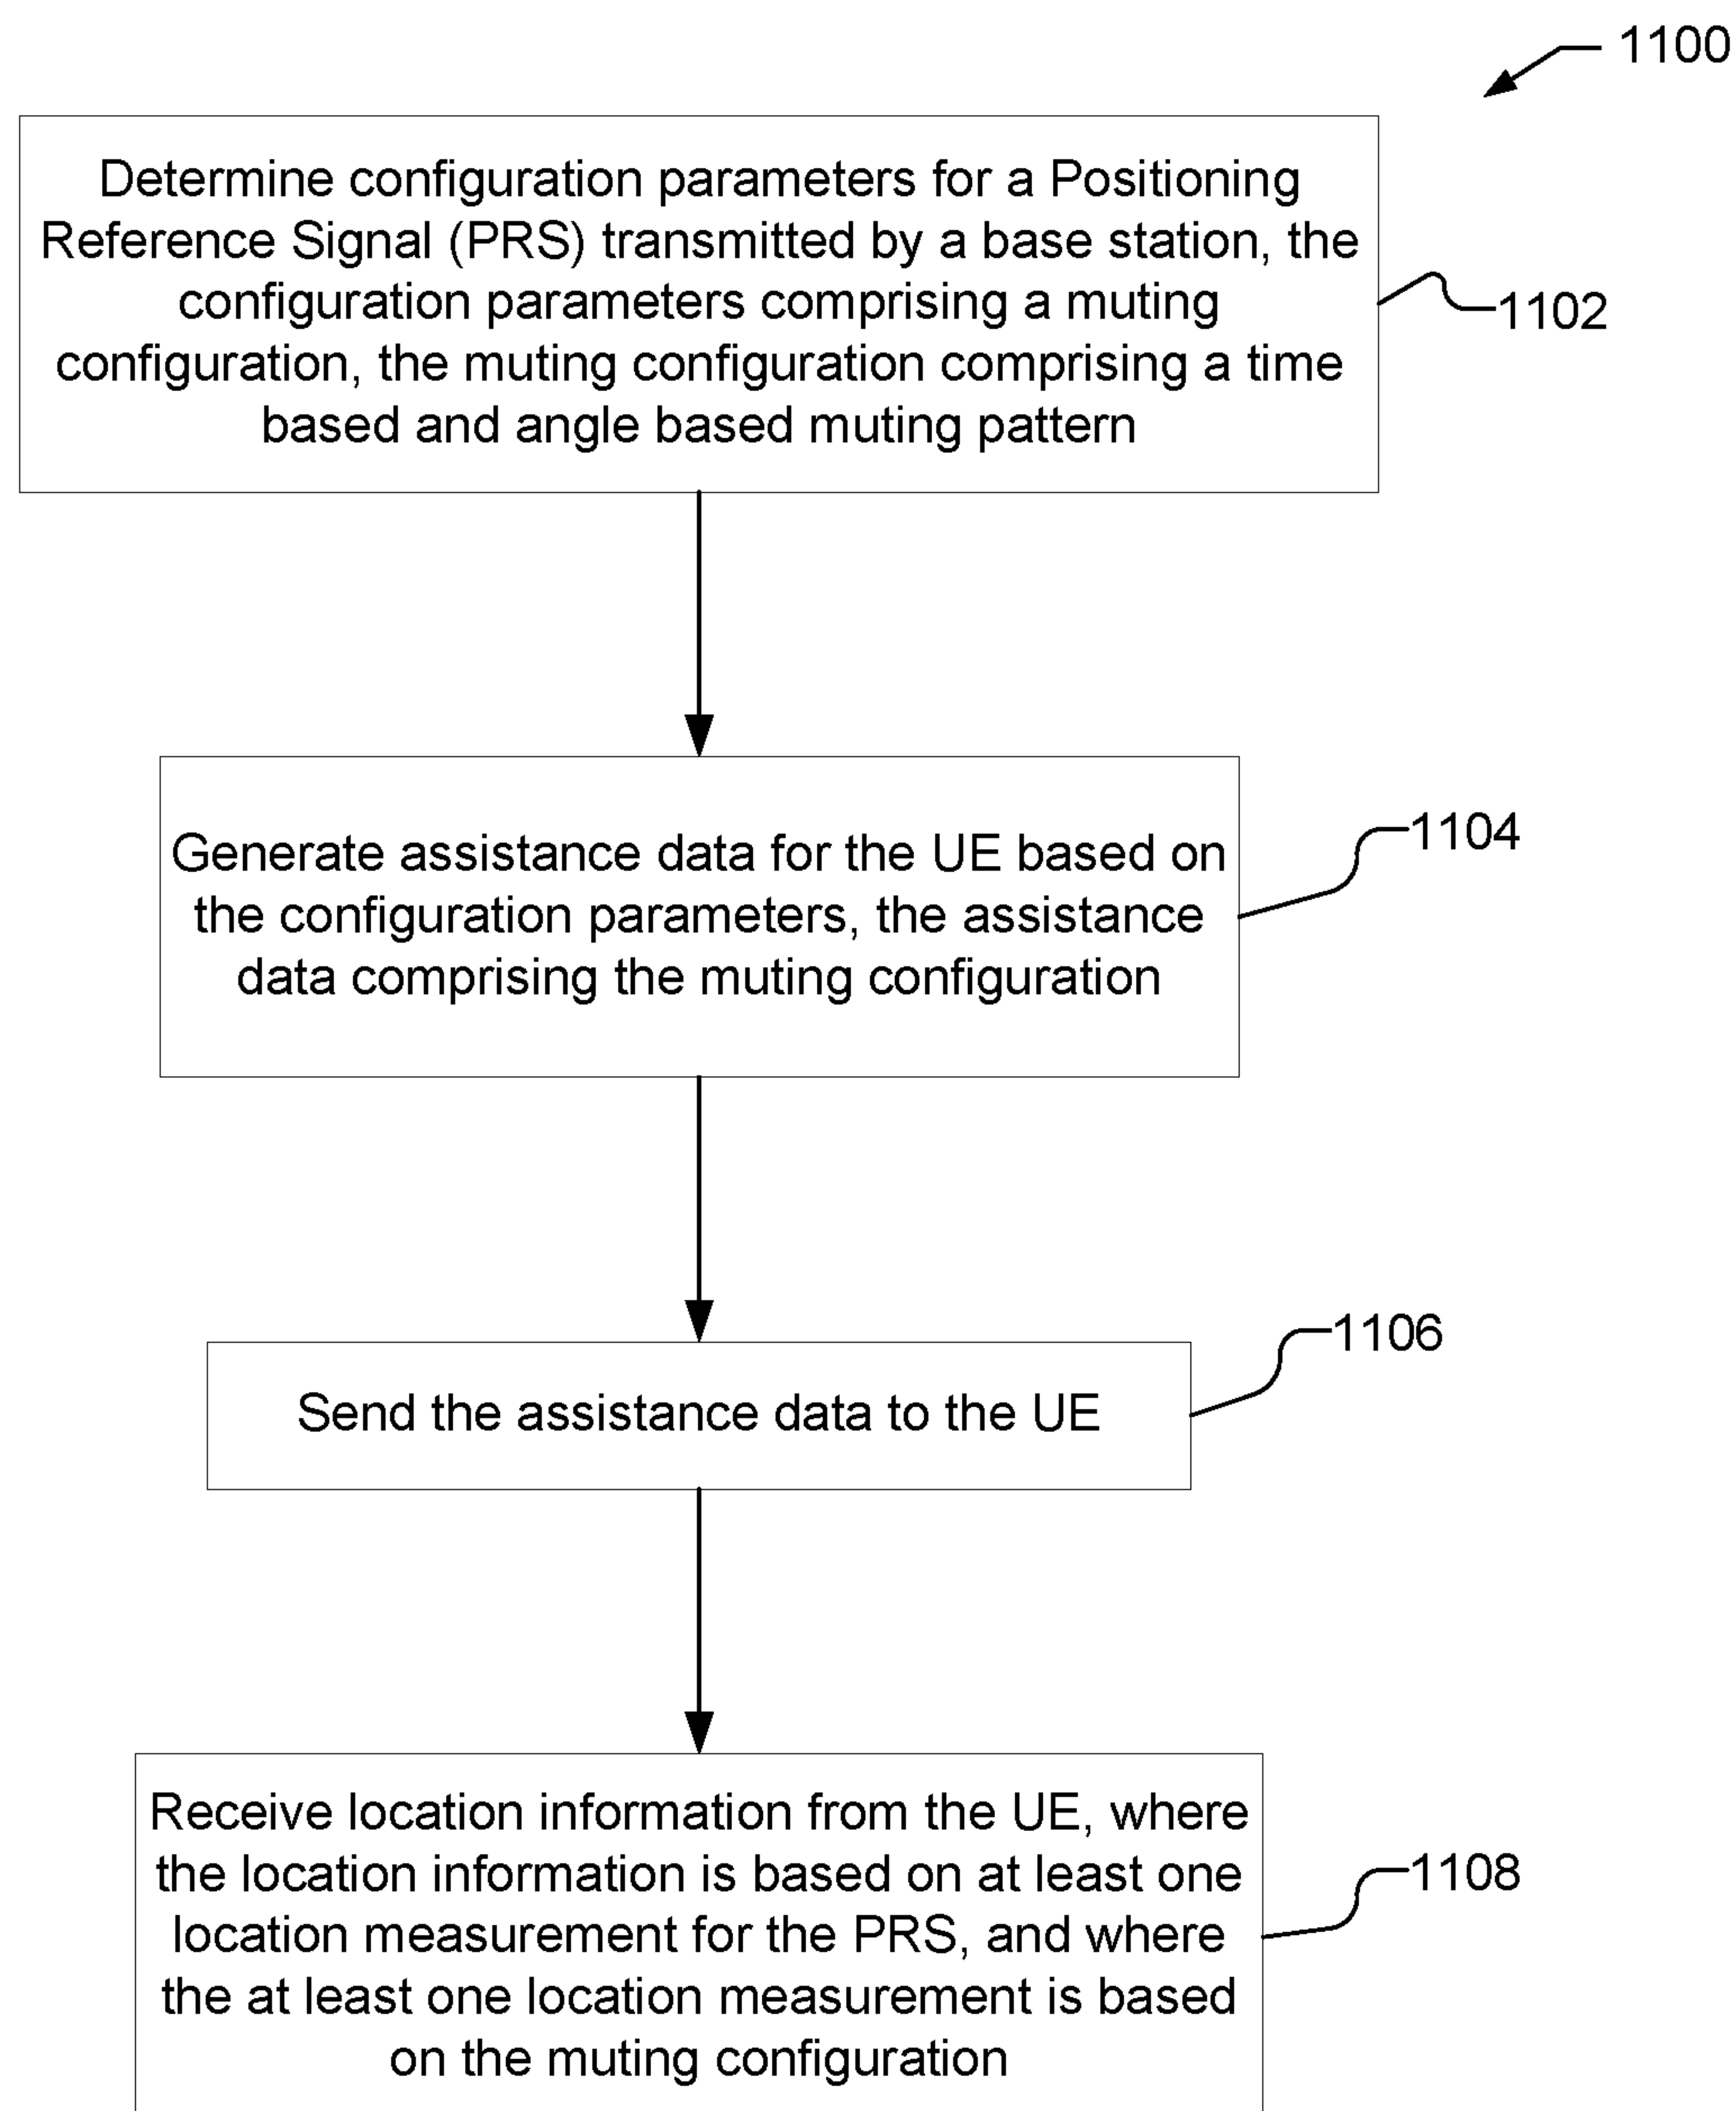 1100
Determine configuration parameters for a Positioning
Reference Signal (PRS) transmitted by a base station, the
configuration parameters comprising a muting
configuration, the muting configuration comprising a time
based and angle based muting pattern
1102
Generate assistance data for the UE based on
the configuration parameters, the assistance
data comprising the muting configuration
1104
Send the assistance data to the UE
1106
Receive location information from the UE, where
the location information is based on at least one
location measurement for the PRS, and where
the at least one location measurement is based
on the muting configuration
1108